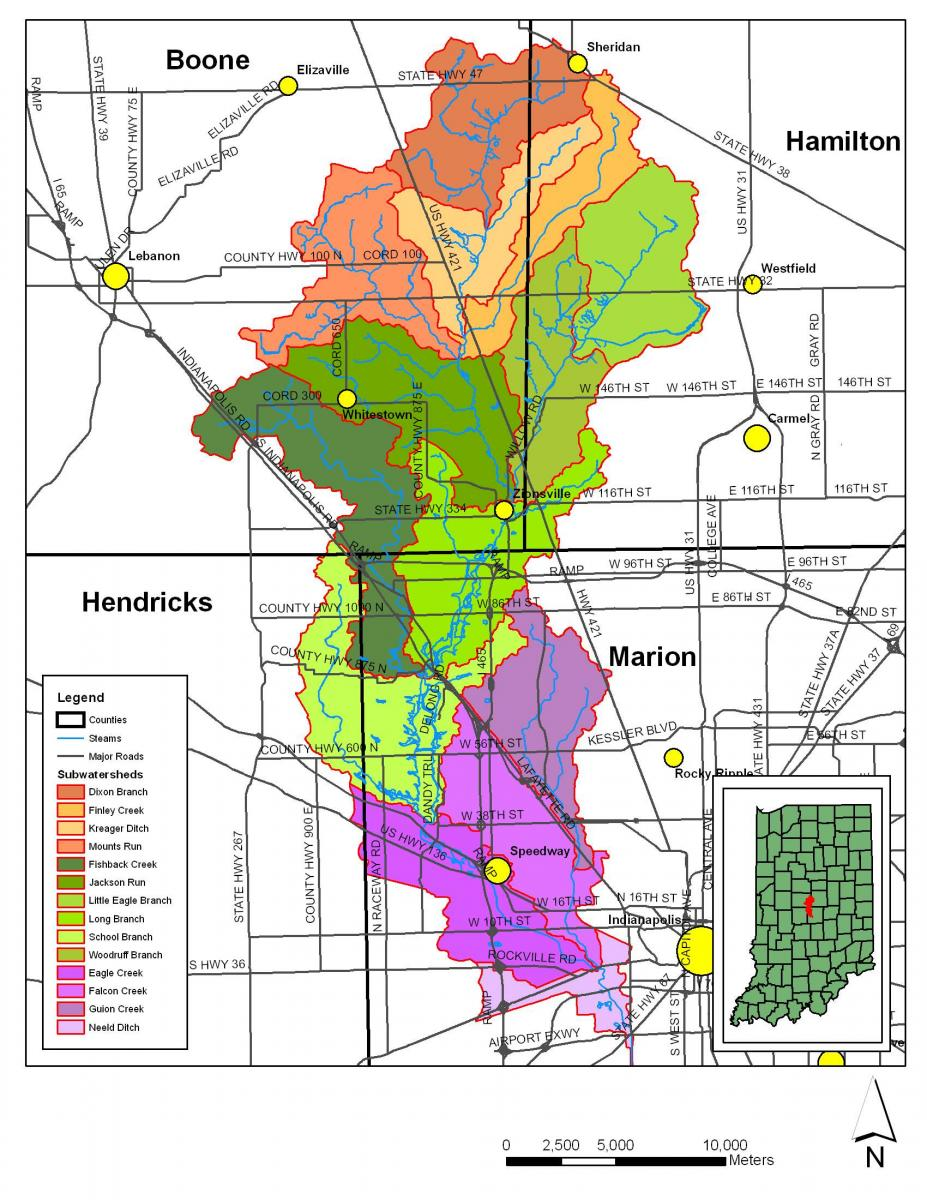 Boone
Sheridan
Elizaville
STATE HWY 47
RAMP
STATE HWY 39
COUNTY HWY 75 E
ELIZAVILLE RD
ELIZAVILLE RD
Hamilton
STATE HWY 38
US HWY 31
I 65
RAMP
US HWY 421
Lebanon
COUNTY HWY 100 N
CORD 100
Westfield
STATE HWY 32
CORD 650
GRAY RD
INDIANAPOLIS RD
CORD 300
W 146TH ST
W 146TH ST
E 146TH ST
146TH ST
Whitestown
COUNTY HWY 875 E
WILLOW RD
N GRAY RD
Carmel
S INDIANAPOLIS RD
Zionsville
W 116TH ST
E 116TH ST
116TH ST
STATE HWY 334
COLLEGE AVE
US HWY 31
RAMP
RAMP
RAMP
W 96TH ST
E 96TH ST
I 465
Hendricks
COUNTY HWY 1000 N
W 86TH ST
E 86TH ST
E 82ND ST
HWY 421
69
COUNTY HWY 875 N
I 465
Marion
STATE HWY 37A
STATE HWY 37
DELONG RD
COUNTY HWY 600 N
W 56TH ST
KESSLER BLVD
E 56TH ST
Rocky Ripple
LAFAYETTE RD
W 38TH ST
US HWY 136
RAMP
Speedway
STATE HWY 267
COUNTY HWY 900 E
N RACEWAY RD
CENTRAL AVE
W 16TH ST
N 16TH ST
W 10TH ST
Indianapolis
CAPITOL AVE
S HWY 36
ROCKVILLE RD
RAMP
STATE HWY 67
S WEST ST
AIRPORT EXWY
Legend
Counties
Steams
Major Roads
Subwatersheds
Dixon Branch
Finley Creek
Kreager Ditch
Mounts Run
Fishback Creek
Jackson Run
Little Eagle Branch
Long Branch
School Branch
Woodruff Branch
Eagle Creek
Falcon Creek
Guion Creek
Neeld Ditch
0 2,500 5,000 10,000
Meters
N